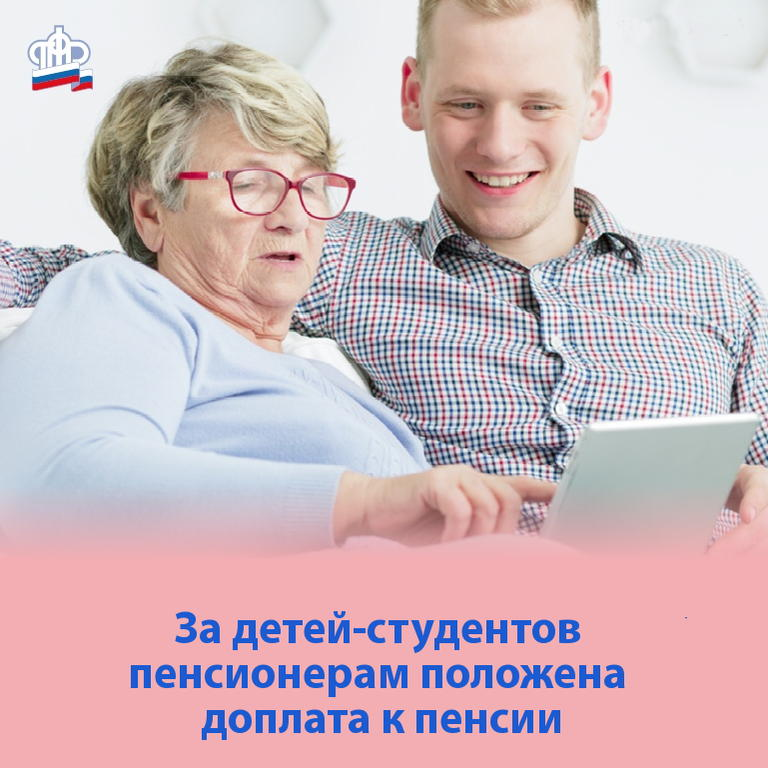 За детей-студентов
пенсионерам положена
доплата к пенсии